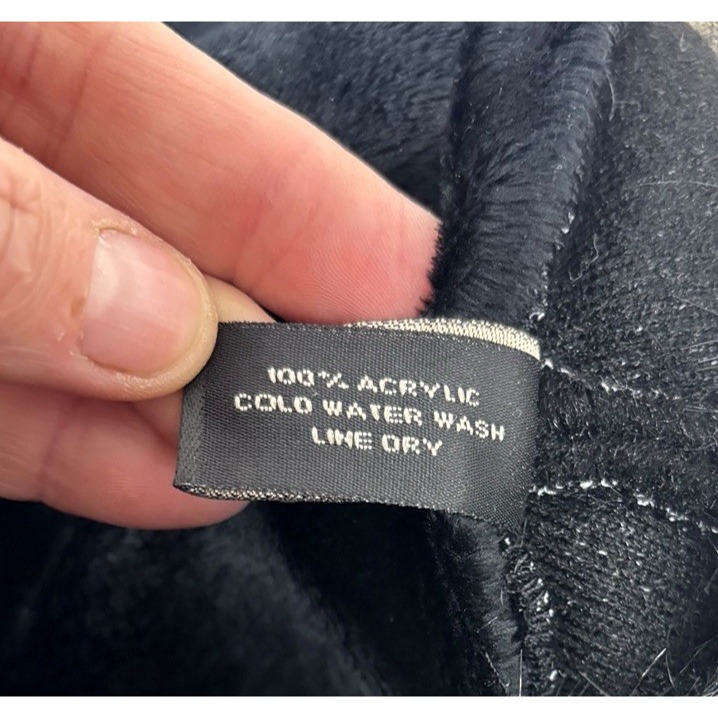 100% ACRYLIC
COLD WATER WASH
LINE DRY